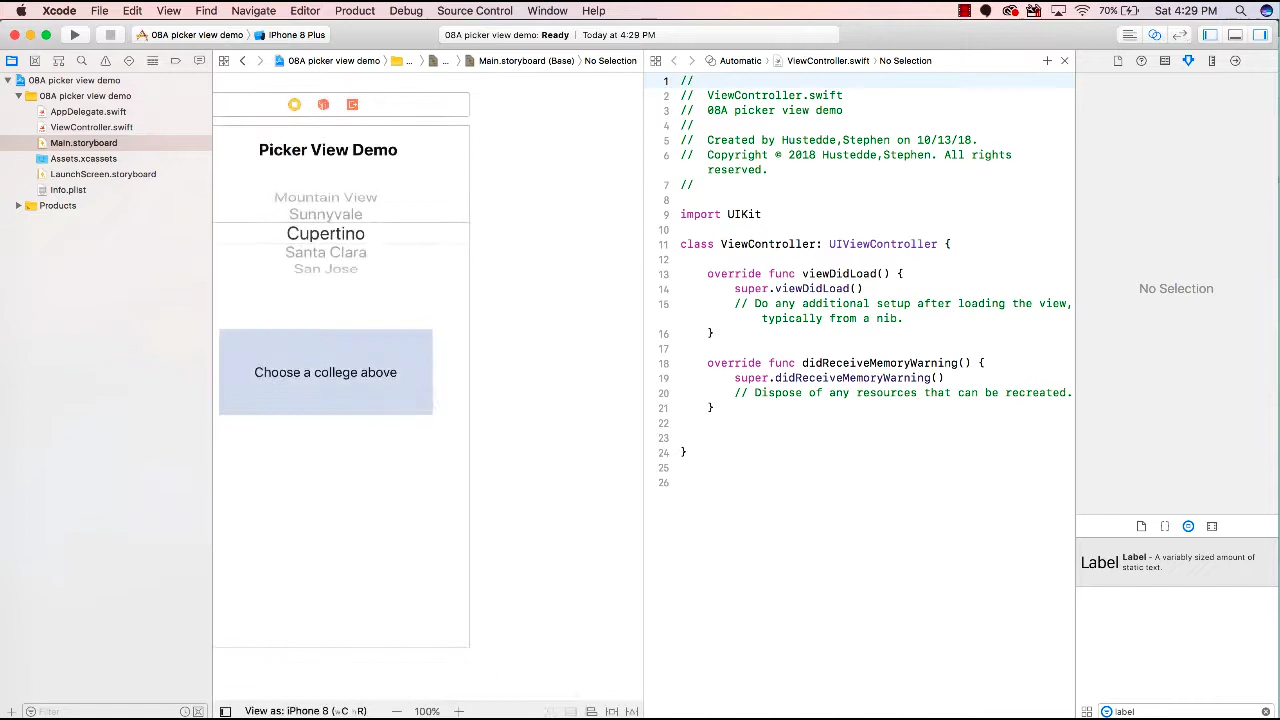 Xcode File Edit View Find Navigate Editor Product Debug Source Control Window Help 70% Sat 4:29 PM
08A picker view demo iPhone 8 Plus 08A picker view demo: Ready Today at 4:29 PM
08A picker view demo ... ... Main.storyboard (Base) No Selection Automatic ViewController.swift No Selection
08A picker view demo
08A picker view demo
AppDelegate.swift
ViewController.swift
Main.storyboard
Assets.xcassets
LaunchScreen.storyboard
Info.plist
Products
Filter
Picker View Demo
Mountain View
Sunnyvale
Cupertino
Santa Clara
San Jose
Choose a college above
View as: iPhone 8 (wC hR) 100%
1 //
2 // ViewController.swift
3 // 08A picker view demo
4 //
5 // Created by Hustedde,Stephen on 10/13/18.
6 // Copyright © 2018 Hustedde,Stephen. All rights
reserved.
7 //
8
9 import UIKit
10
11 class ViewController: UIViewController {
12
13 override func viewDidLoad() {
14 super.viewDidLoad()
15 // Do any additional setup after loading the view,
typically from a nib.
16 }
17
18 override func didReceiveMemoryWarning() {
19 super.didReceiveMemoryWarning()
20 // Dispose of any resources that can be recreated.
21 }
22
23
24 }
25
26
No Selection
Label
Label - A variably sized amount of
static text.
label